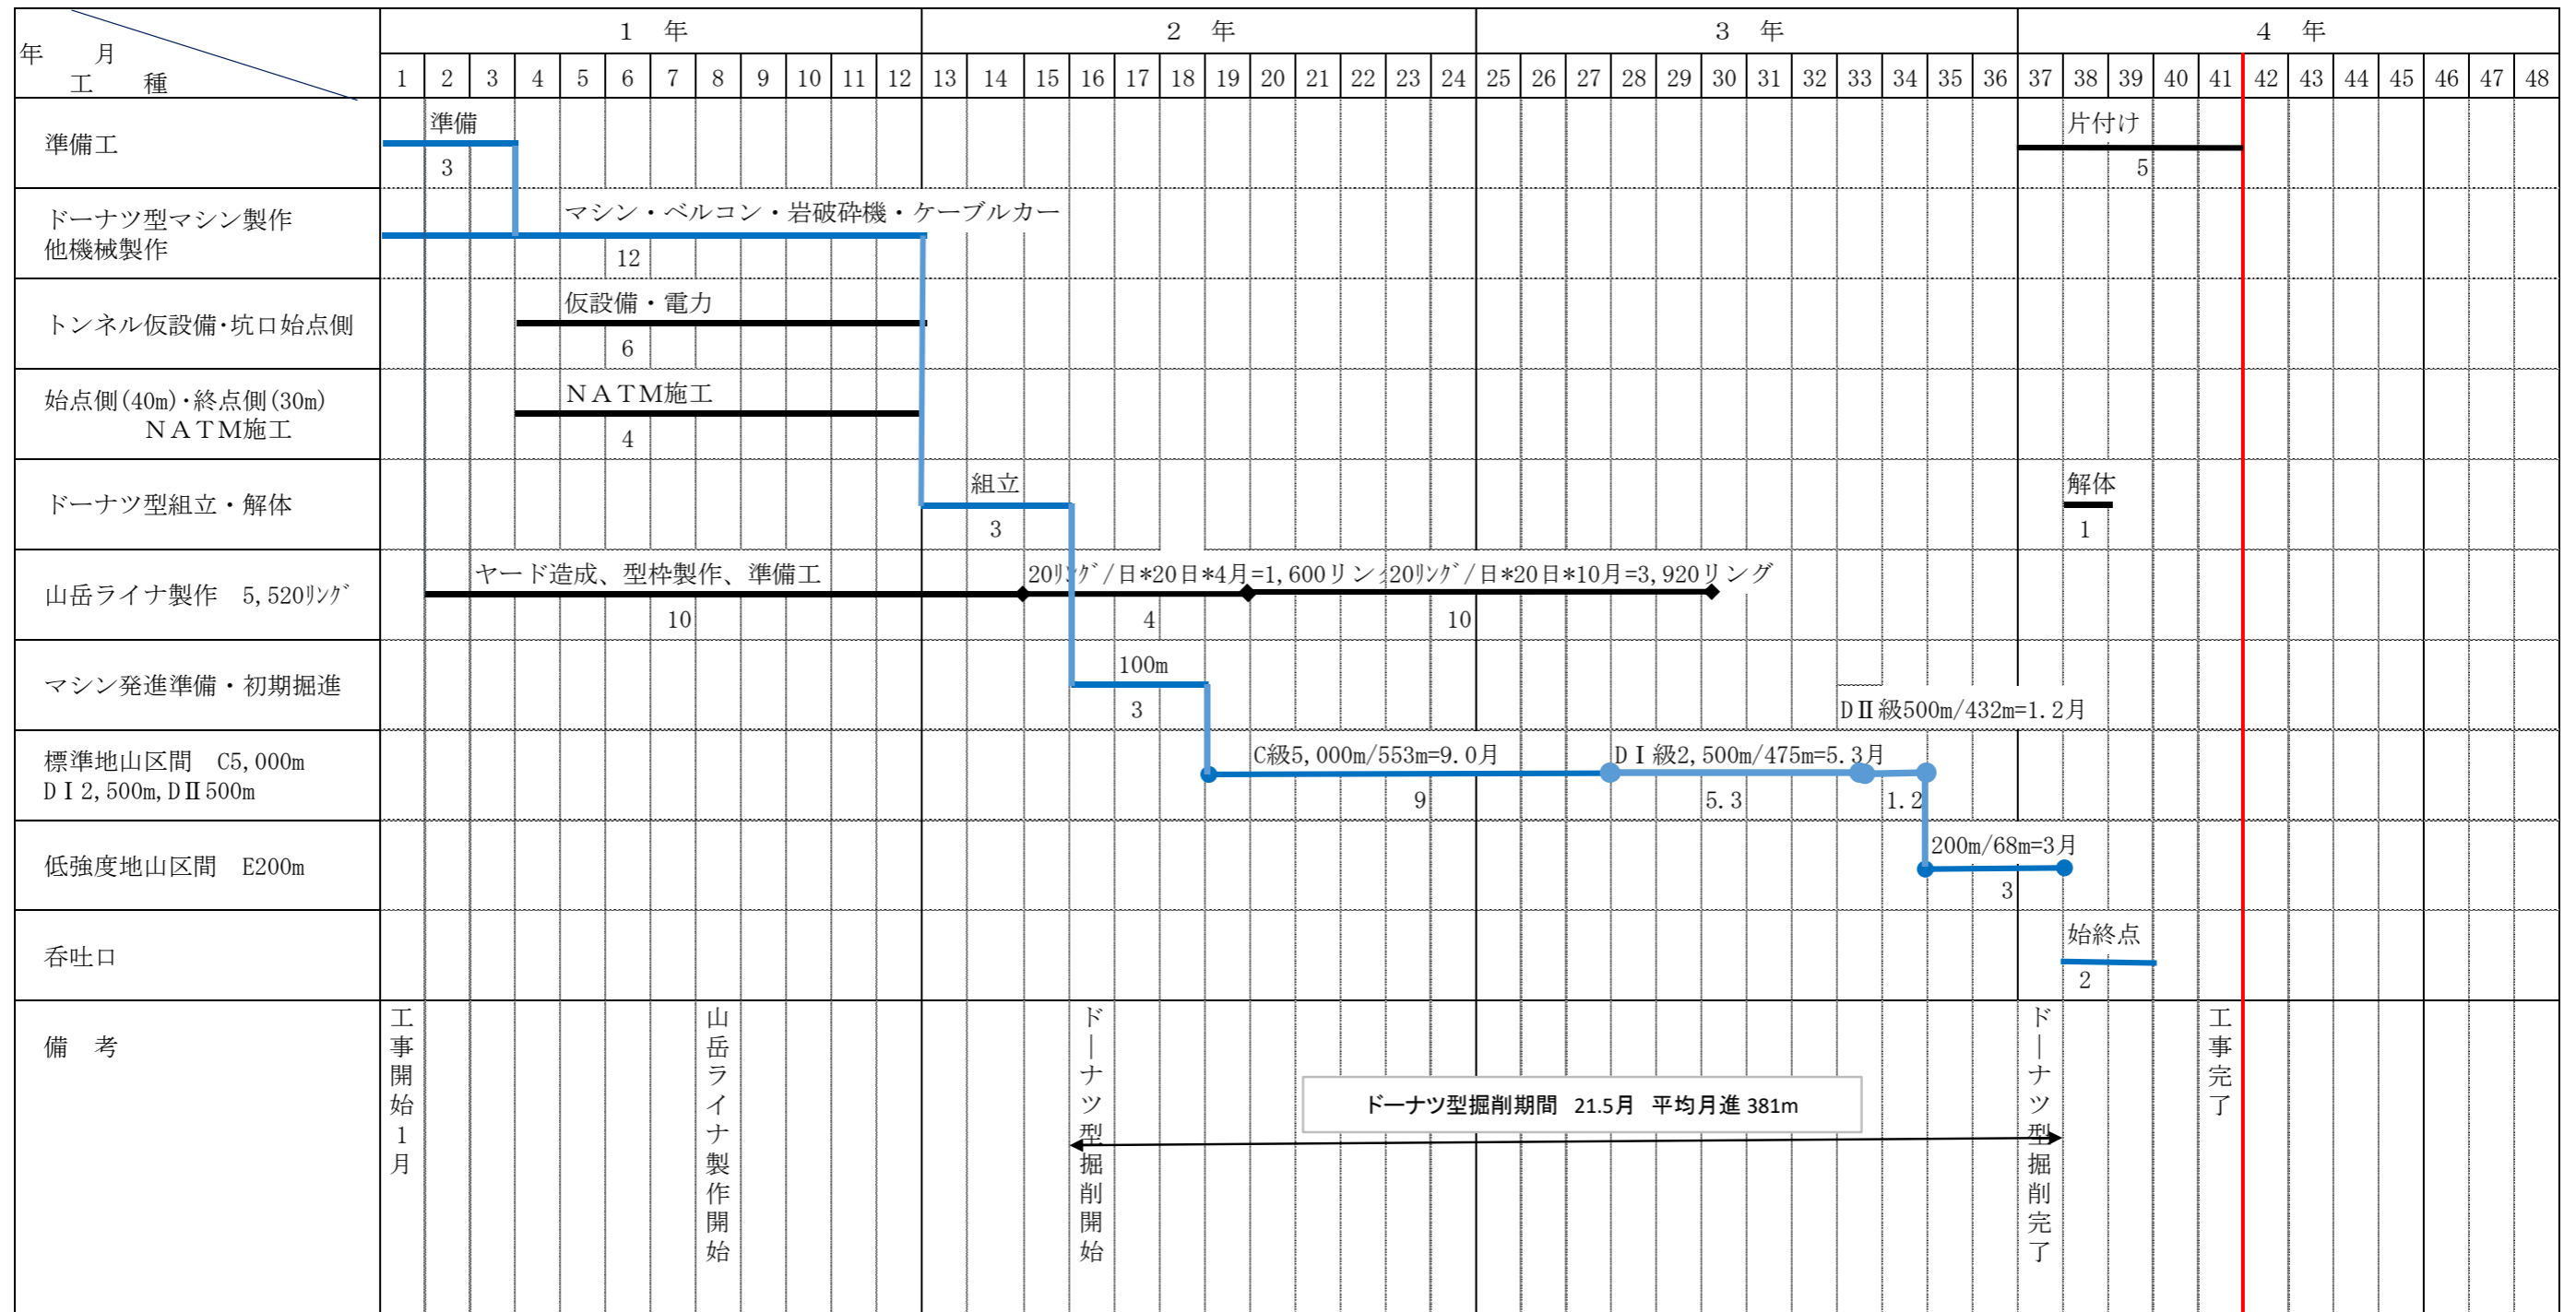 年　月
工　種
1　年
2　年
3　年
4　年
1 2 3 4 5 6 7 8 9 10 11 12 13 14 15 16 17 18 19 20 21 22 23 24 25 26 27 28 29 30 31 32 33 34 35 36 37 38 39 40 41 42 43 44 45 46 47 48
準備工
準備
3
片付け
5
ドーナツ型マシン製作
他機械製作
マシン・ベルコン・岩破砕機・ケーブルカー
12
トンネル仮設備・坑口始点側
仮設備・電力
6
始点側(40m)・終点側(30m)
ＮＡＴＭ施工
ＮＡＴＭ施工
4
ドーナツ型組立・解体
組立
3
解体
1
山岳ライナ製作　5,520ﾘﾝｸﾞ
ヤード造成、型枠製作、準備工
10
20ﾘﾝｸﾞ/日*20日*4月=1,600リン
4
20ﾘﾝｸﾞ/日*20日*10月=3,920リング
10
マシン発進準備・初期掘進
100m
3
DⅡ級500m/432m=1.2月
標準地山区間　C5,000m
DⅠ2,500m,DⅡ500m
C級5,000m/553m=9.0月
9
DⅠ級2,500m/475m=5.3月
5.3
1.2
低強度地山区間　E200m
200m/68m=3月
3
呑吐口
始終点
2
備　考
工事開始1月
山岳ライナ製作開始
ドーナツ型掘削開始
ドーナツ型掘削期間　21.5月　平均月進 381m
ドーナツ型掘削完了
工事完了